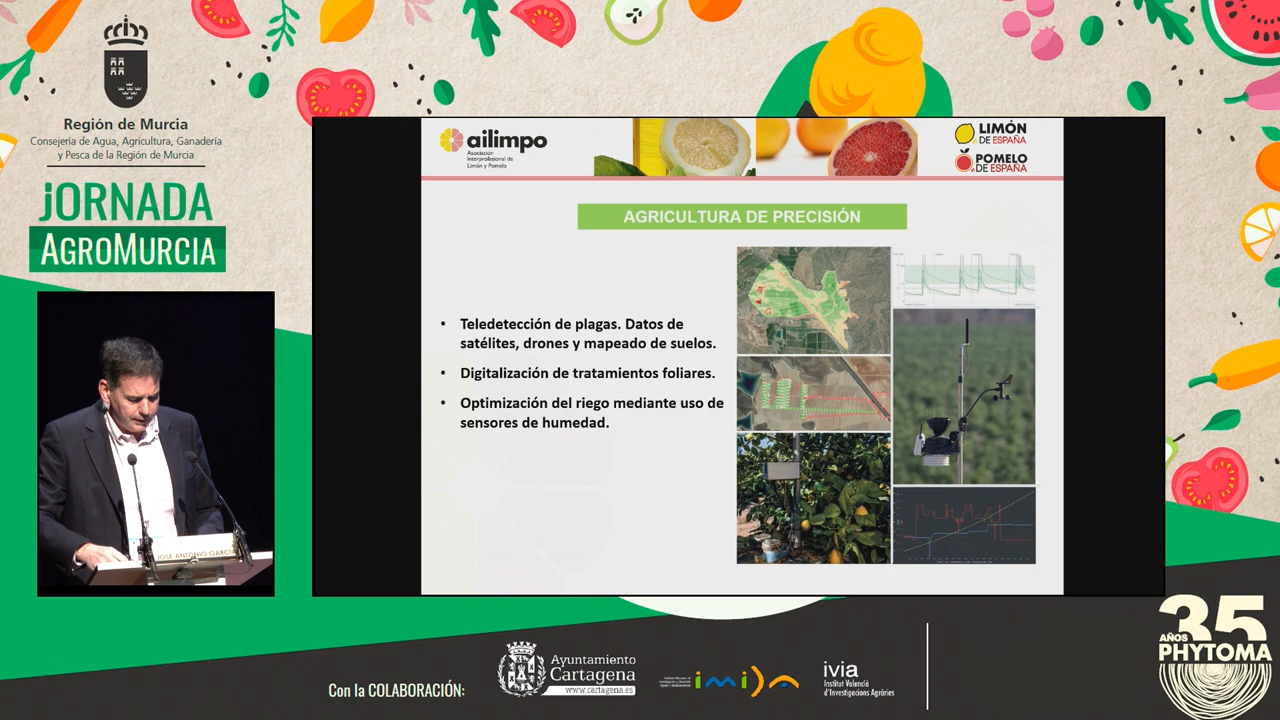 Región de Murcia
Consejería de Agua, Agricultura, Ganadería
y Pesca de la Región de Murcia
jORNADA
AGROMURCIA
ailimpo
Asociación
Interprofesional de
Limón y Pomelo
LIMÓN
DE ESPAÑA
POMELO
DE ESPAÑA
AGRICULTURA DE PRECISIÓN
• Teledetección de plagas. Datos de
satélites, drones y mapeado de suelos.
• Digitalización de tratamientos foliares.
• Optimización del riego mediante uso de
sensores de humedad.
JOSÉ ANTONIO GARCÍA
Con la COLABORACIÓN:
Ayuntamiento
Cartagena
www.cartagena.es
imida
ivia
Institut Valencià
d'Investigacions Agràries
35
AÑOS
PHYTOMA